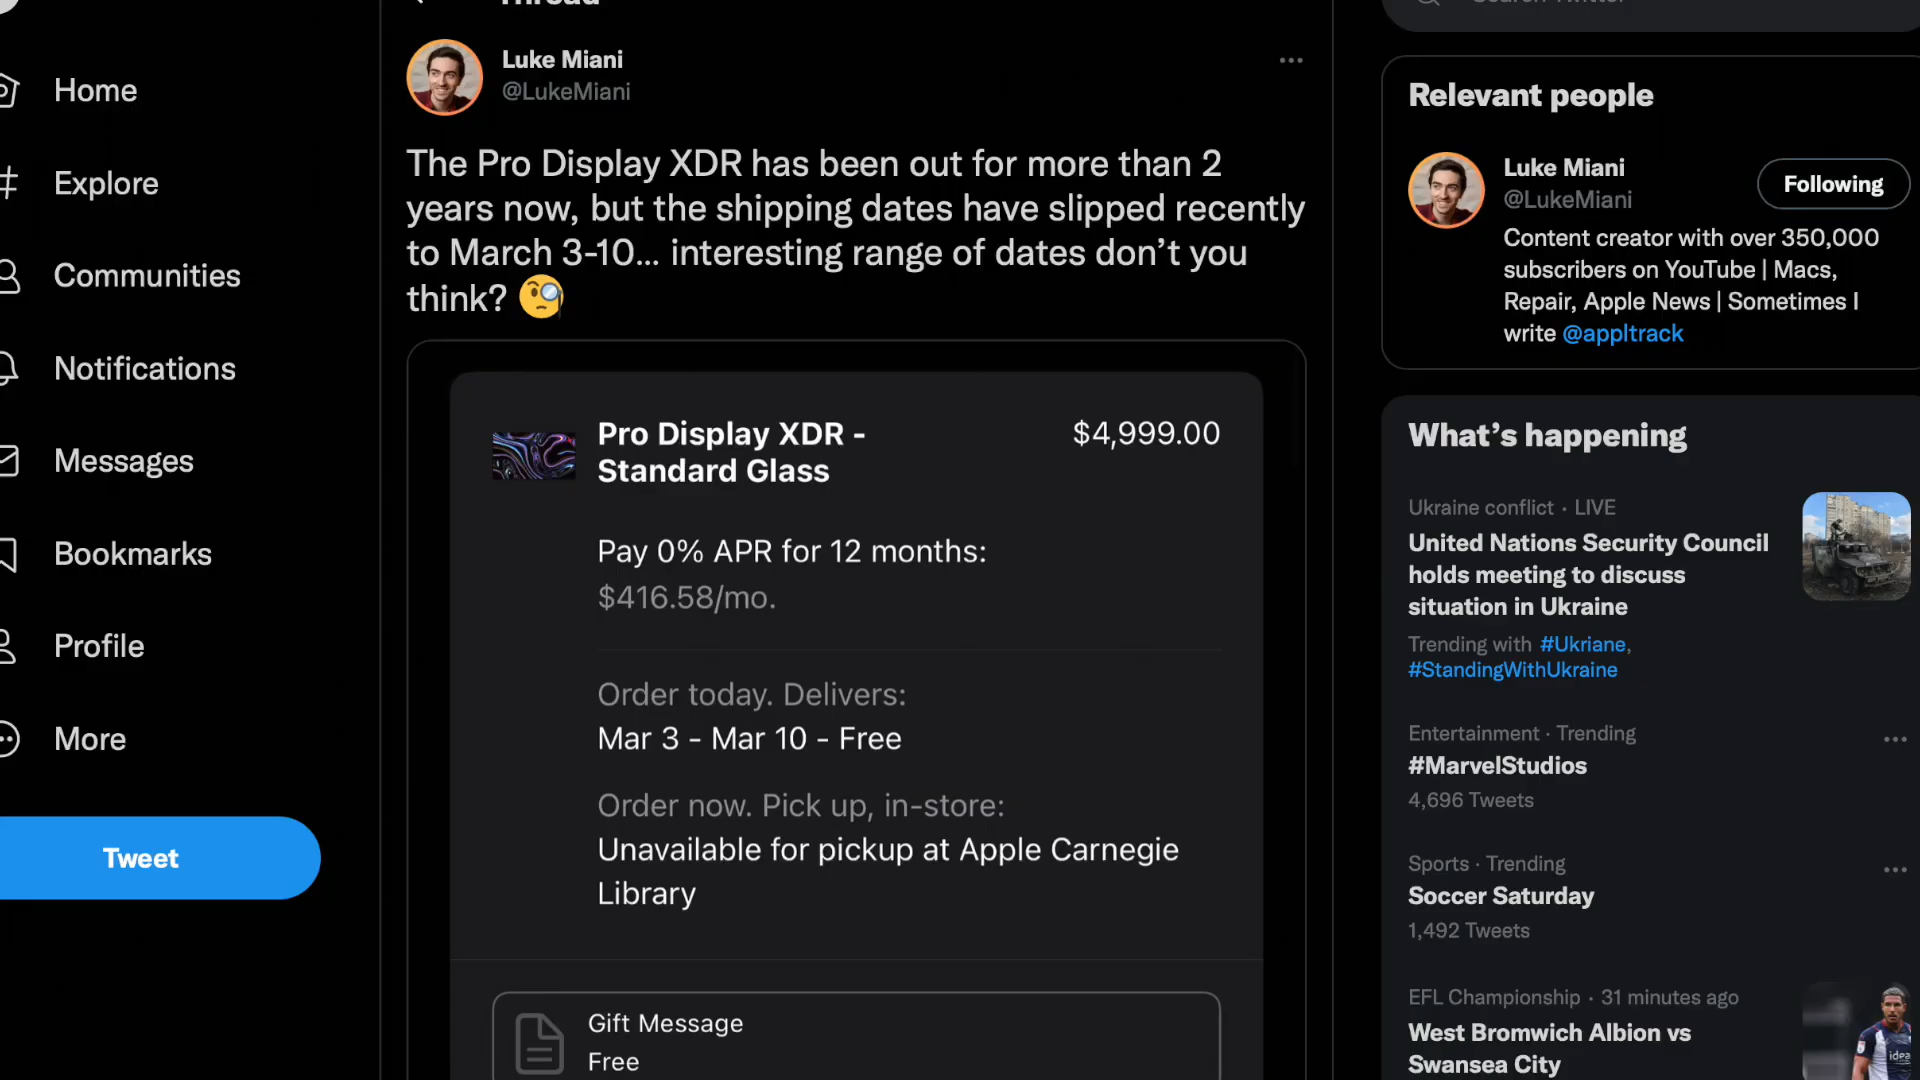 Thread
Luke Miani
@LukeMiani
The Pro Display XDR has been out for more than 2
years now, but the shipping dates have slipped recently
to March 3-10... interesting range of dates don’t you
think? 🧐
Pro Display XDR -
Standard Glass
$4,999.00
Pay 0% APR for 12 months:
$416.58/mo.
Order today. Delivers:
Mar 3 - Mar 10 - Free
Order now. Pick up, in-store:
Unavailable for pickup at Apple Carnegie
Library
Gift Message
Free
Home
Explore
Communities
Notifications
Messages
Bookmarks
Profile
More
Tweet
Search Twitter
Relevant people
Luke Miani
@LukeMiani
Following
Content creator with over 350,000
subscribers on YouTube | Macs,
Repair, Apple News | Sometimes I
write @appltrack
What’s happening
Ukraine conflict · LIVE
United Nations Security Council
holds meeting to discuss
situation in Ukraine
Trending with #Ukriane,
#StandingWithUkraine
Entertainment · Trending
#MarvelStudios
4,696 Tweets
Sports · Trending
Soccer Saturday
1,492 Tweets
EFL Championship · 31 minutes ago
West Bromwich Albion vs
Swansea City